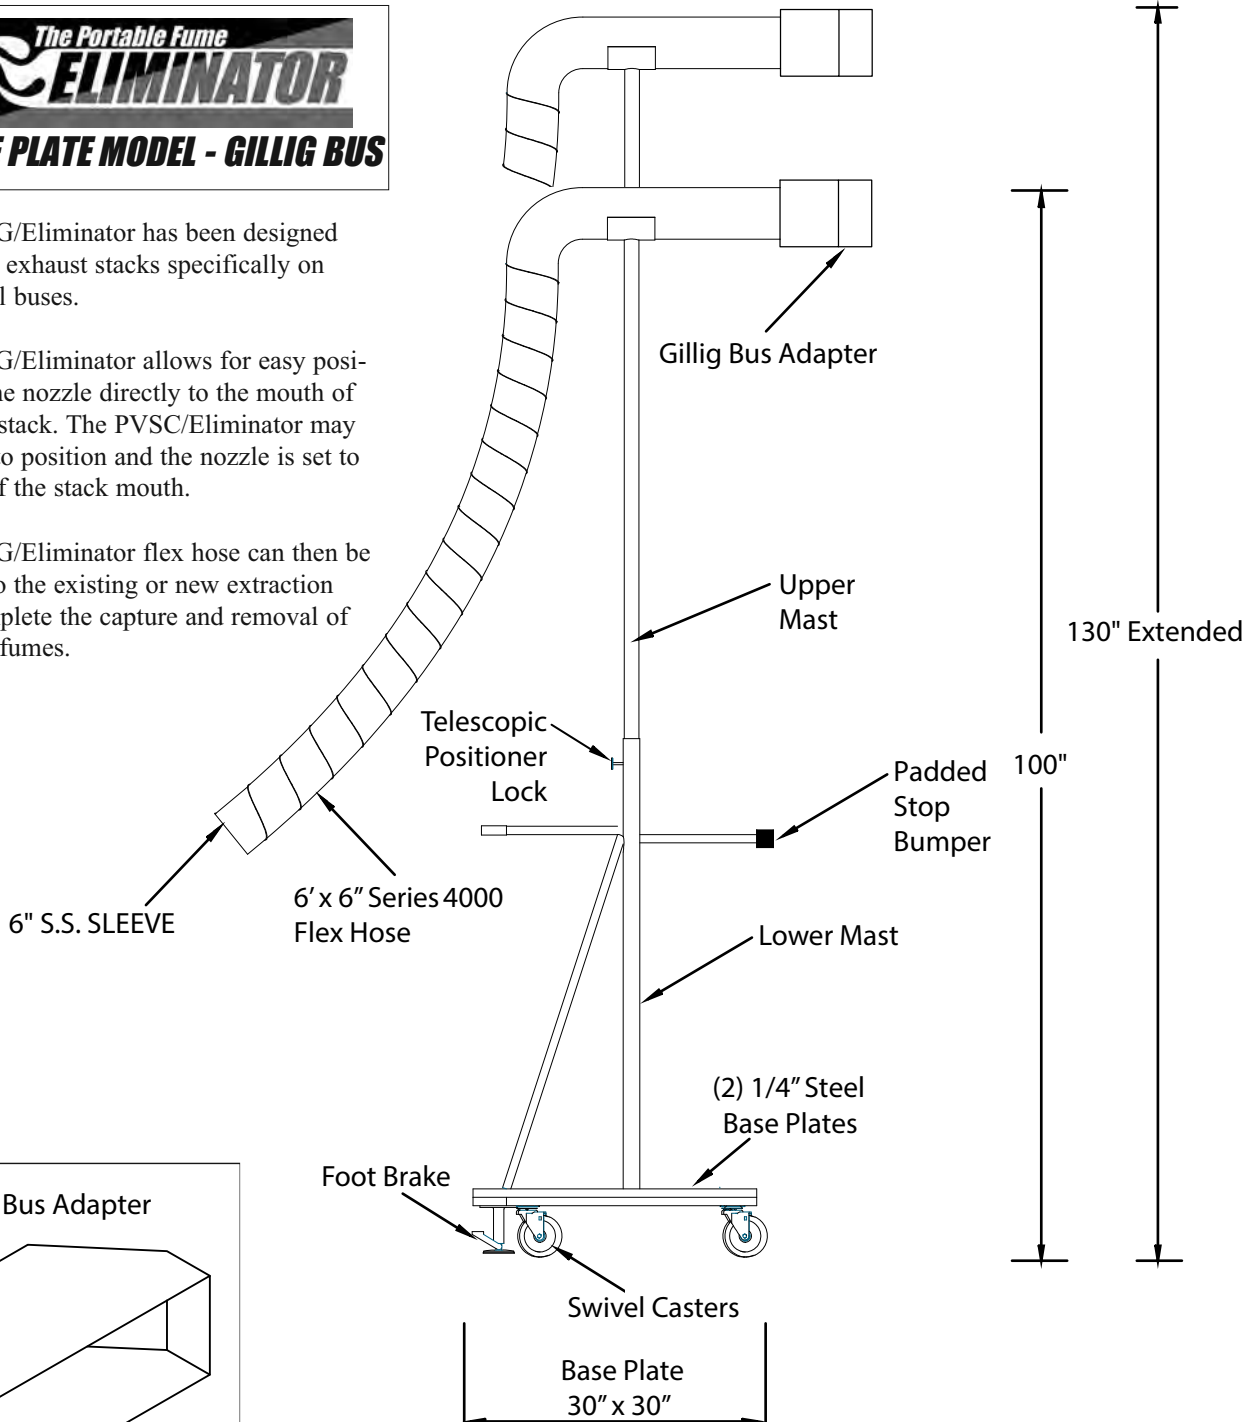 The Portable Fume
ELIMINATOR
PLATE MODEL - GILLIG BUS
G/Eliminator has been designed
exhaust stacks specifically on
buses.
G/Eliminator allows for easy posi-
nozzle directly to the mouth of
stack. The PVSC/Eliminator may
position and the nozzle is set to
the stack mouth.
G/Eliminator flex hose can then be
the existing or new extraction
plete the capture and removal of
fumes.
Gillig Bus Adapter
Upper
Mast
130" Extended
Telescopic
Positioner
Lock
Padded
Stop
Bumper
100"
6" S.S. SLEEVE
6' x 6" Series 4000
Flex Hose
Lower Mast
(2) 1/4" Steel
Base Plates
Foot Brake
Bus Adapter
Swivel Casters
Base Plate
30" x 30"